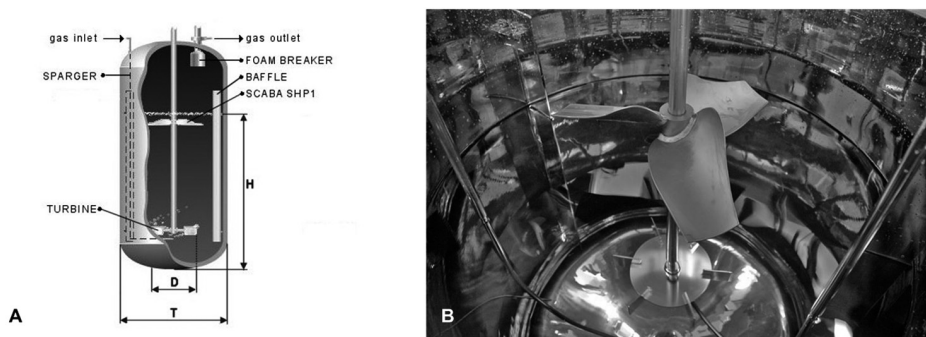 gas inlet
gas outlet
SPARGER
FOAM BREAKER
BAFFLE
SCABA SHP1
H
TURBINE
D
T
A
B